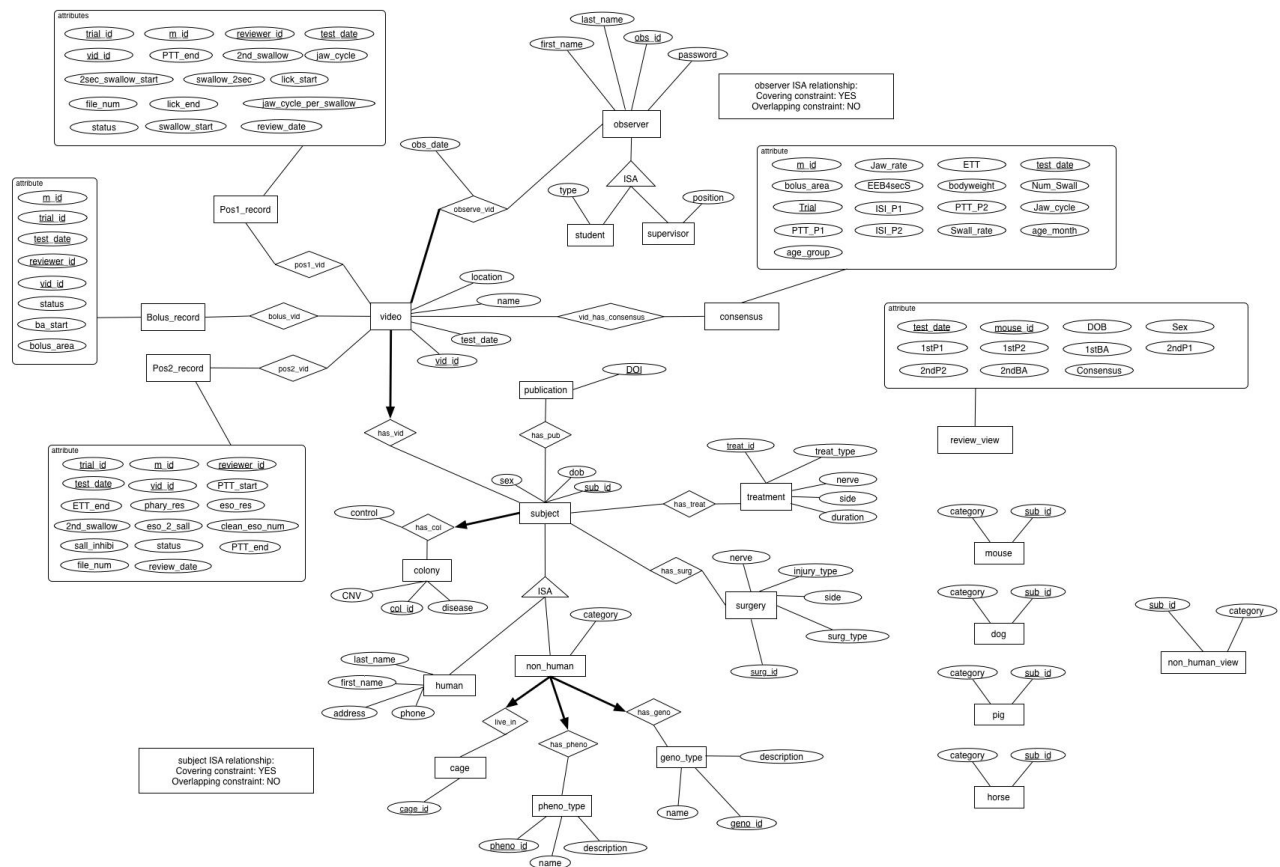 attributes
trial_id
m_id
reviewer_id
test_date
vid_id
PTT_end
2nd_swallow
jaw_cycle
2sec_swallow_start
swallow_2sec
lick_start
file_num
lick_end
jaw_cycle_per_swallow
status
swallow_start
review_date
last_name
first_name
obs_id
password
observer
observer ISA relationship:
Covering constraint: YES
Overlapping constraint: NO
obs_date
observe_vid
ISA
type
position
student
supervisor
attribute
m_id
Jaw_rate
ETT
test_date
bolus_area
EEB4secS
bodyweight
Num_Swall
Trial
ISI_P1
PTT_P2
Jaw_cycle
PTT_P1
ISI_P2
Swall_rate
age_month
age_group
attribute
m_id
trial_id
test_date
reviewer_id
vid_id
status
ba_start
bolus_area
Pos1_record
pos1_vid
Bolus_record
bolus_vid
video
location
name
test_date
vid_id
vid_has_consensus
consensus
Pos2_record
pos2_vid
attribute
test_date
mouse_id
DOB
Sex
1stP1
1stP2
1stBA
2ndP1
2ndP2
2ndBA
Consensus
review_view
publication
DOI
has_vid
has_pub
attribute
trial_id
m_id
reviewer_id
test_date
vid_id
PTT_start
ETT_end
phary_res
eso_res
2nd_swallow
eso_2_sall
clean_eso_num
sall_inhibi
status
PTT_end
file_num
review_date
sex
dob
sub_id
subject
has_treat
treatment
treat_id
treat_type
nerve
side
duration
control
has_col
colony
CNV
col_id
disease
has_surg
surgery
nerve
injury_type
side
surg_type
surg_id
ISA
category
last_name
first_name
address
phone
human
non_human
live_in
has_pheno
has_geno
cage
cage_id
pheno_type
pheno_id
name
description
geno_type
description
name
geno_id
subject ISA relationship:
Covering constraint: YES
Overlapping constraint: NO
category
sub_id
mouse
category
sub_id
dog
category
sub_id
pig
category
sub_id
horse
sub_id
category
non_human_view